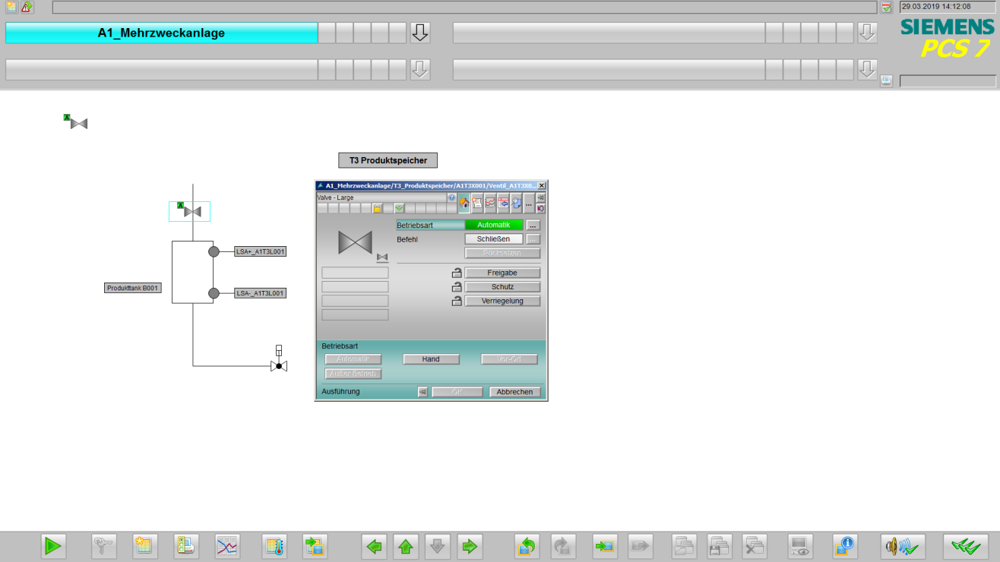 29.03.2019 14:12:08
A1_Mehrzweckanlage
SIEMENS
PCS 7
A
T3 Produktspeicher
A1_Mehrzweckanlage/T3_Produktspeicher/A1T3X001/Ventil_A1T3X0...
Valve - Large
...
A
Betriebsart Automatik ...
Befehl Schließen ...
Rücksetzen
LSA+_A1T3L001
Freigabe
Produkttank B001
Schutz
LSA-_A1T3L001
Verriegelung
Betriebsart
Automatik Hand Vor-Ort
Außer Betrieb
Ausführung OK Abbrechen